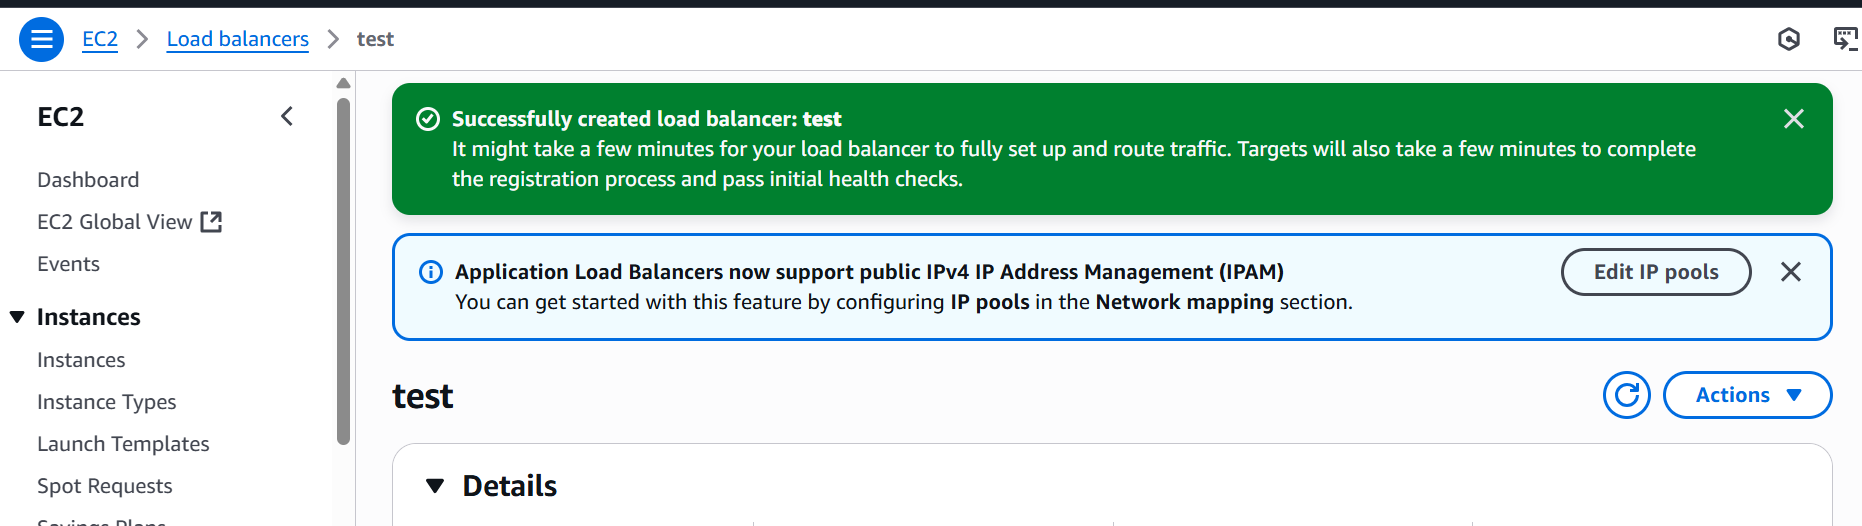 EC2 > Load balancers > test
EC2
Dashboard
EC2 Global View
Events
Instances
Instances
Instance Types
Launch Templates
Spot Requests
Savings Plans
Successfully created load balancer: test
It might take a few minutes for your load balancer to fully set up and route traffic. Targets will also take a few minutes to complete
the registration process and pass initial health checks.
Application Load Balancers now support public IPv4 IP Address Management (IPAM)
You can get started with this feature by configuring IP pools in the Network mapping section.
Edit IP pools
test
Actions
Details